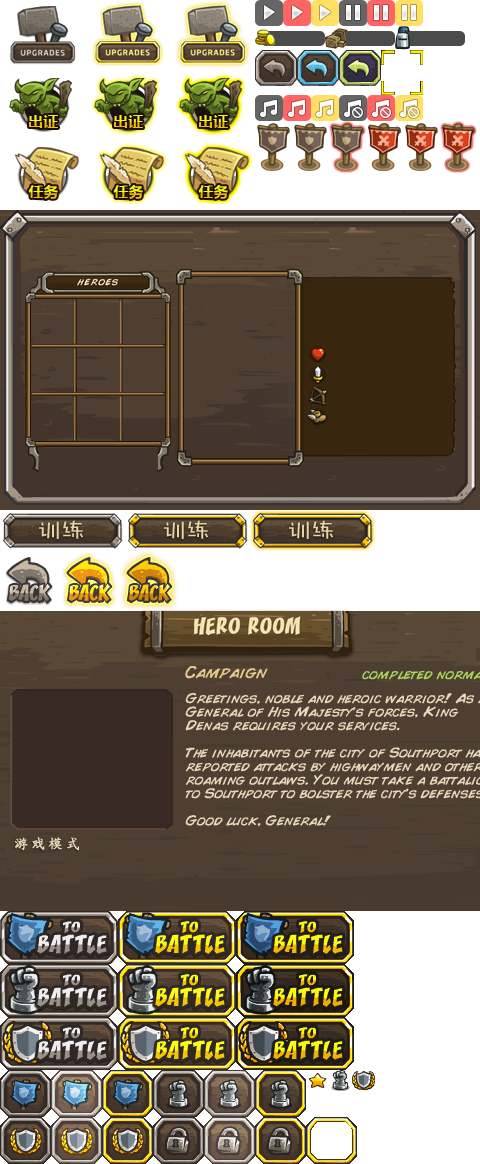 UPGRADES UPGRADES UPGRADES
出证 出证 出证
任务 任务 任务
HEROES
训练 训练 训练
BACK BACK BACK
HERO ROOM
CAMPAIGN COMPLETED NORMA
GREETINGS, NOBLE AND HEROIC WARRIOR! AS
GENERAL OF HIS MAJESTY'S FORCES, KING
DENAS REQUIRES YOUR SERVICES.
THE INHABITANTS OF THE CITY OF SOUTHPORT HA
REPORTED ATTACKS BY HIGHWAYMEN AND OTHER
ROAMING OUTLAWS. YOU MUST TAKE A BATTALIO
TO SOUTHPORT TO BOLSTER THE CITY'S DEFENSES
GOOD LUCK, GENERAL!
游戏模式
TO BATTLE TO BATTLE TO BATTLE
TO BATTLE TO BATTLE TO BATTLE
TO BATTLE TO BATTLE TO BATTLE